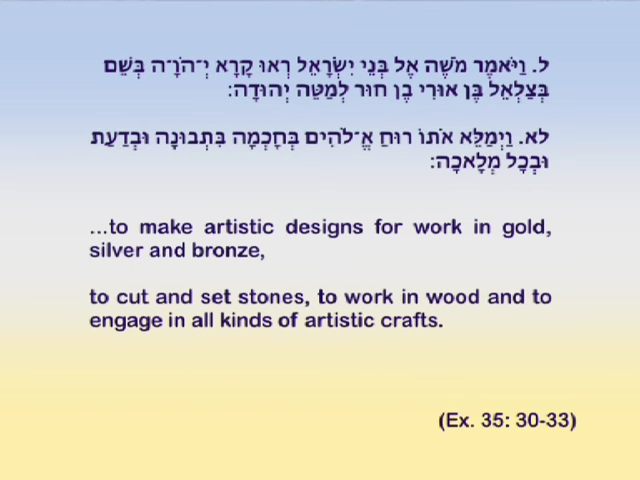 ל. וַיֹּאמֶר מֹשֶׁה אֶל בְּנֵי יִשְׂרָאֵל רְאוּ קָרָא יְ־הֹוָ־ה בְּשֵׁם
בְּצַלְאֵל בֶּן אוּרִי בֶן חוּר לְמַטֵּה יְהוּדָה:
לא. וַיְמַלֵּא אֹתוֹ רוּחַ אֱ־לֹהִים בְּחָכְמָה בִּתְבוּנָה וּבְדַעַת
וּבְכָל מְלָאכָה:
...to make artistic designs for work in gold,
silver and bronze,
to cut and set stones, to work in wood and to
engage in all kinds of artistic crafts.
(Ex. 35: 30-33)